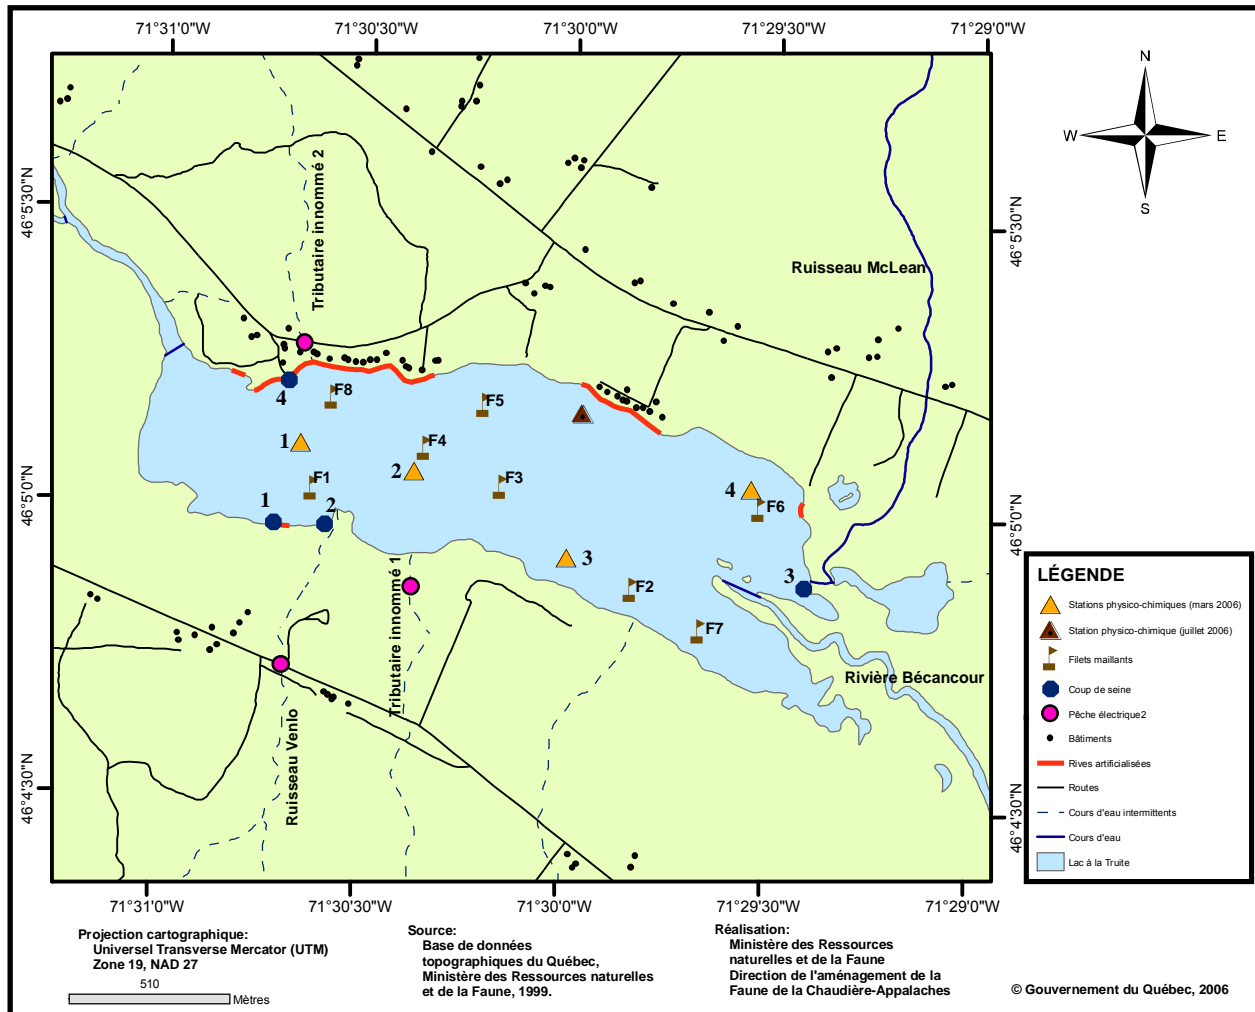 71°31'0"W
71°30'30"W
71°30'0"W
71°29'30"W
71°29'0"W
N
W
E
S
46°5'30"N
46°5'30"N
Tributaire innommé 2
Ruisseau McLean
4
F8
F5
1
F4
2
F1
F3
4
F6
46°5'0"N
46°5'0"N
1
2
3
3
F2
F7
Tributaire innommé 1
Rivière Bécancour
Ruisseau Venlo
46°4'30"N
46°4'30"N
LÉGENDE
Stations physico-chimiques (mars 2006)
Station physico-chimique (juillet 2006)
Filets maillants
Coup de seine
Pêche électrique2
Bâtiments
Rives artificialisées
Routes
Cours d'eau intermittents
Cours d'eau
Lac à la Truite
71°31'0"W
71°30'30"W
71°30'0"W
71°29'30"W
71°29'0"W
Projection cartographique:
Universel Transverse Mercator (UTM)
Zone 19, NAD 27
510
Mètres
Source:
Base de données
topographiques du Québec,
Ministère des Ressources naturelles
et de la Faune, 1999.
Réalisation:
Ministère des Ressources
naturelles et de la Faune
Direction de l'aménagement de la
Faune de la Chaudière-Appalaches
© Gouvernement du Québec, 2006